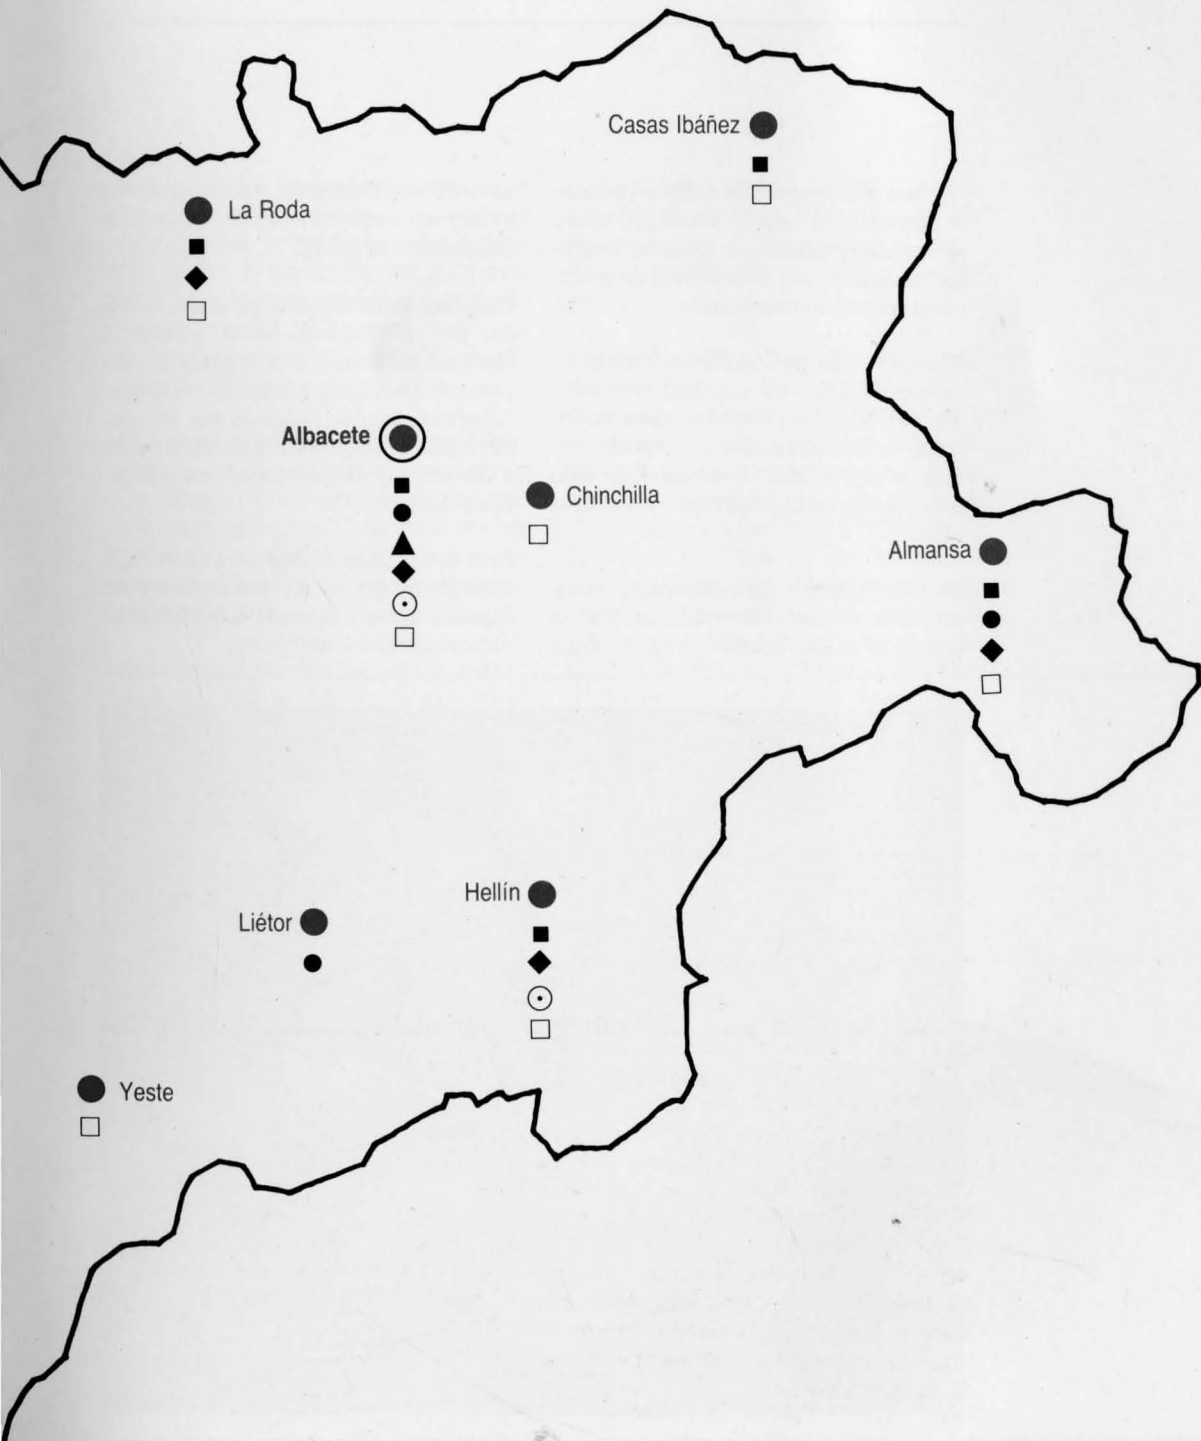 Casas Ibáñez
La Roda
Albacete
Chinchilla
Almansa
Hellín
Liétor
Yeste